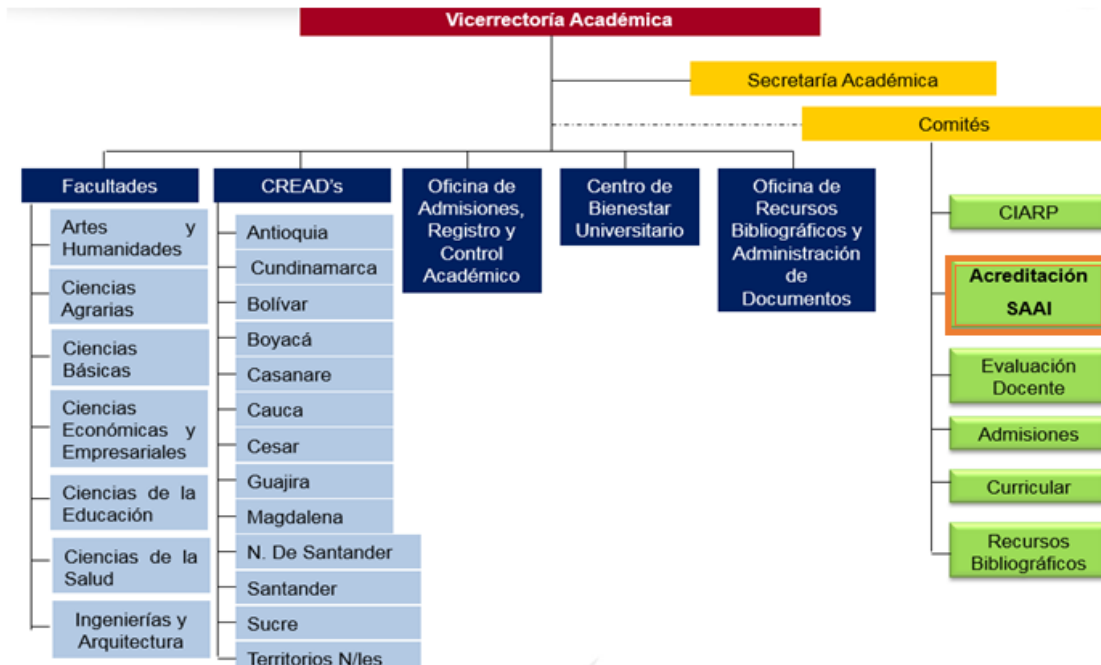 Vicerrectoría Académica
Secretaría Académica
Comités
Facultades
Artes y
Humanidades
Ciencias
Agrarias
Ciencias
Básicas
Ciencias
Económicas y
Empresariales
Ciencias de la
Educación
Ciencias de la
Salud
Ingenierías y
Arquitectura
CREAD's
Antioquia
Cundinamarca
Bolívar
Boyacá
Casanare
Cauca
Cesar
Guajira
Magdalena
N. De Santander
Santander
Sucre
Territorios N/les
Oficina de
Admisiones,
Registro y
Control
Académico
Centro de
Bienestar
Universitario
Oficina de
Recursos
Bibliográficos y
Administración
de
Documentos
CIARP
Acreditación
SAAI
Evaluación
Docente
Admisiones
Curricular
Recursos
Bibliográficos